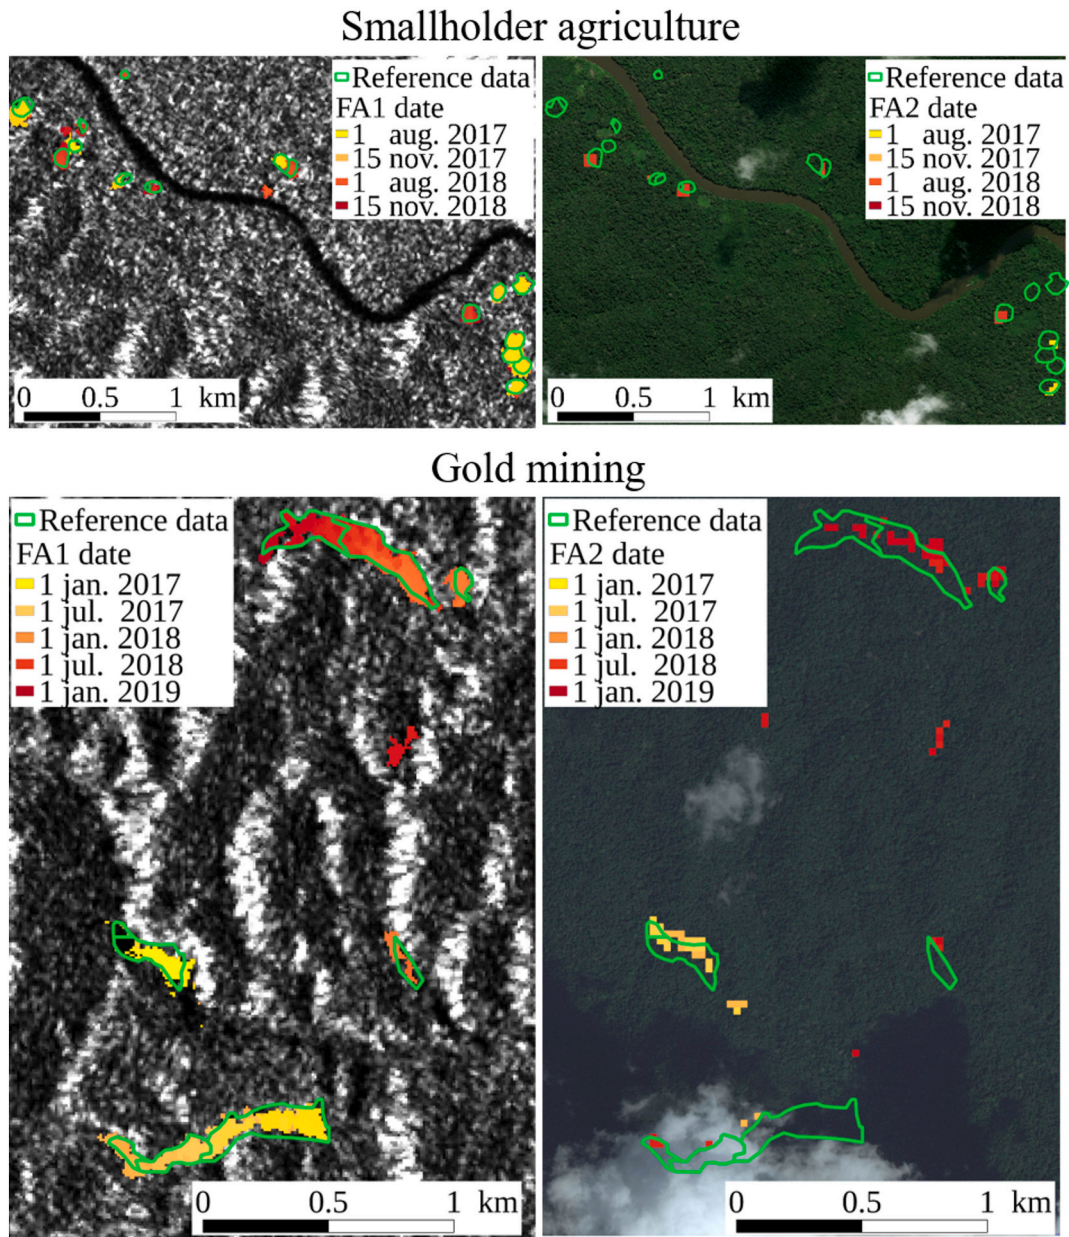 Smallholder agriculture
Reference data
FA1 date
1 aug. 2017
15 nov. 2017
1 aug. 2018
15 nov. 2018
0 0.5 1 km
Reference data
FA2 date
1 aug. 2017
15 nov. 2017
1 aug. 2018
15 nov. 2018
0 0.5 1 km
Gold mining
Reference data
FA1 date
1 jan. 2017
1 jul. 2017
1 jan. 2018
1 jul. 2018
1 jan. 2019
0 0.5 1 km
Reference data
FA2 date
1 jan. 2017
1 jul. 2017
1 jan. 2018
1 jul. 2018
1 jan. 2019
0 0.5 1 km